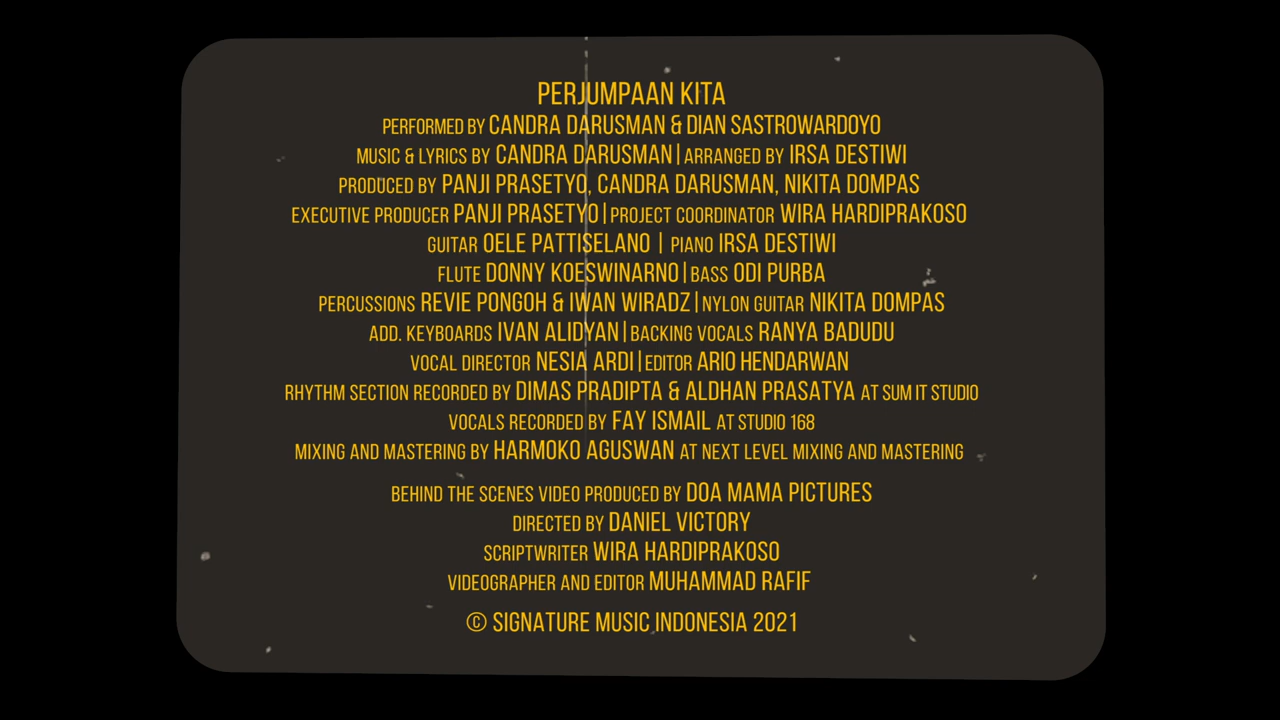 PERJUMPAAN KITA
PERFORMED BY CANDRA DARUSMAN & DIAN SASTROWARDOYO
MUSIC & LYRICS BY CANDRA DARUSMAN | ARRANGED BY IRSA DESTIWI
PRODUCED BY PANJI PRASETYO, CANDRA DARUSMAN, NIKITA DOMPAS
EXECUTIVE PRODUCER PANJI PRASETYO | PROJECT COORDINATOR WIRA HARDIPRAKOSO
GUITAR OELE PATTISELANO | PIANO IRSA DESTIWI
FLUTE DONNY KOESWINARNO | BASS ODI PURBA
PERCUSSIONS REVIE PONGOH & IWAN WIRADZ | NYLON GUITAR NIKITA DOMPAS
ADD. KEYBOARDS IVAN ALIDYAN | BACKING VOCALS RANYA BADUDU
VOCAL DIRECTOR NESIA ARDI | EDITOR ARIO HENDARWAN
RHYTHM SECTION RECORDED BY DIMAS PRADIPTA & ALDHAN PRASATYA AT SUM IT STUDIO
VOCALS RECORDED BY FAY ISMAIL AT STUDIO 168
MIXING AND MASTERING BY HARMOKO AGUSWAN AT NEXT LEVEL MIXING AND MASTERING
BEHIND THE SCENES VIDEO PRODUCED BY DOA MAMA PICTURES
DIRECTED BY DANIEL VICTORY
SCRIPTWRITER WIRA HARDIPRAKOSO
VIDEOGRAPHER AND EDITOR MUHAMMAD RAFIF
© SIGNATURE MUSIC INDONESIA 2021